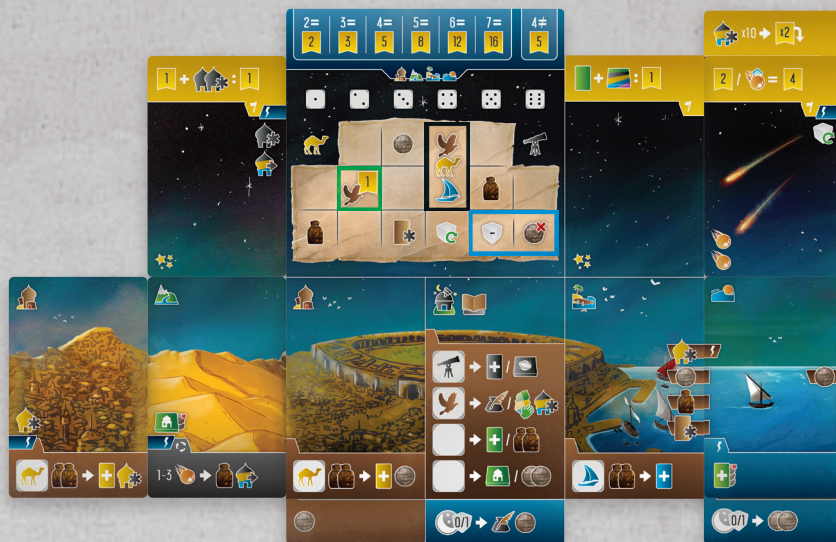 2= 3= 4= 5= 6= 7= 4≠
2 3 5 8 12 16 5
x10 x2
1 + : 1
+ : 1
2 / = 4
1
-
+ /
/
+ /
/
+
1-3
+
+
0/1
0/1